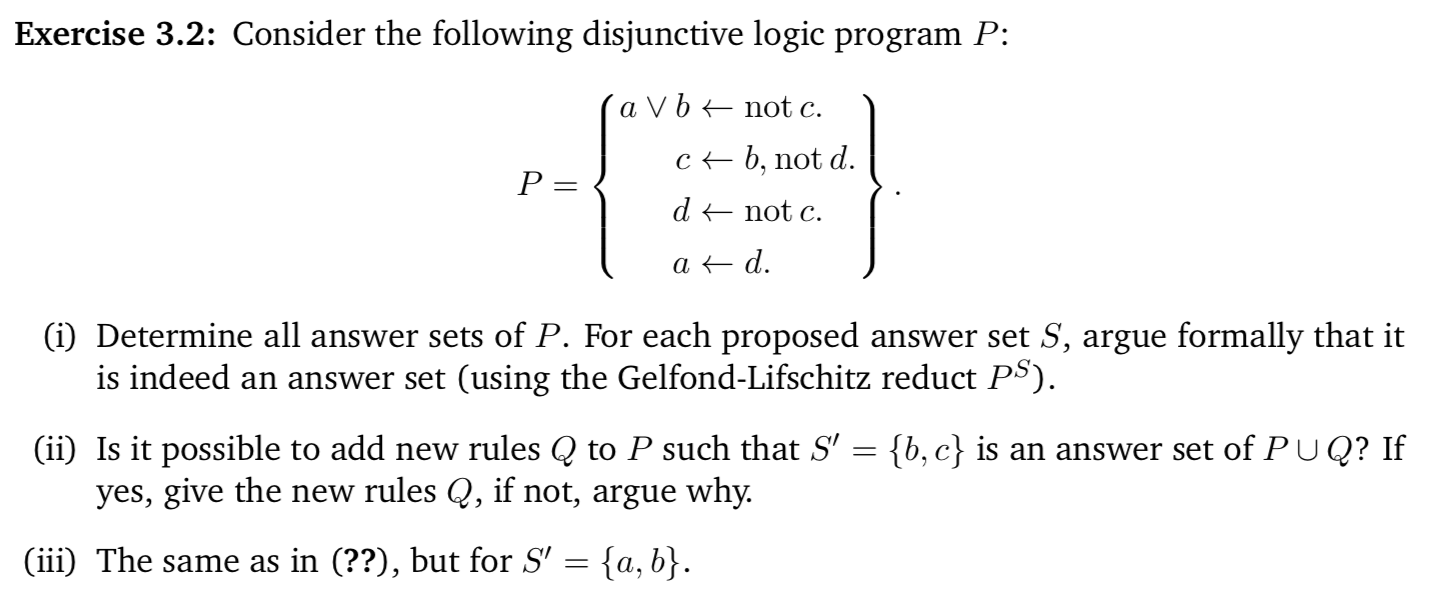 Exercise 3.2: Consider the following disjunctive logic program P:
a ∨ b ← not c.
c ← b, not d.
P = { } .
d ← not c.
a ← d.
(i) Determine all answer sets of P. For each proposed answer set S, argue formally that it
is indeed an answer set (using the Gelfond-Lifschitz reduct Pˢ).
(ii) Is it possible to add new rules Q to P such that S′ = {b, c} is an answer set of P ∪ Q? If
yes, give the new rules Q, if not, argue why.
(iii) The same as in (??), but for S′ = {a, b}.